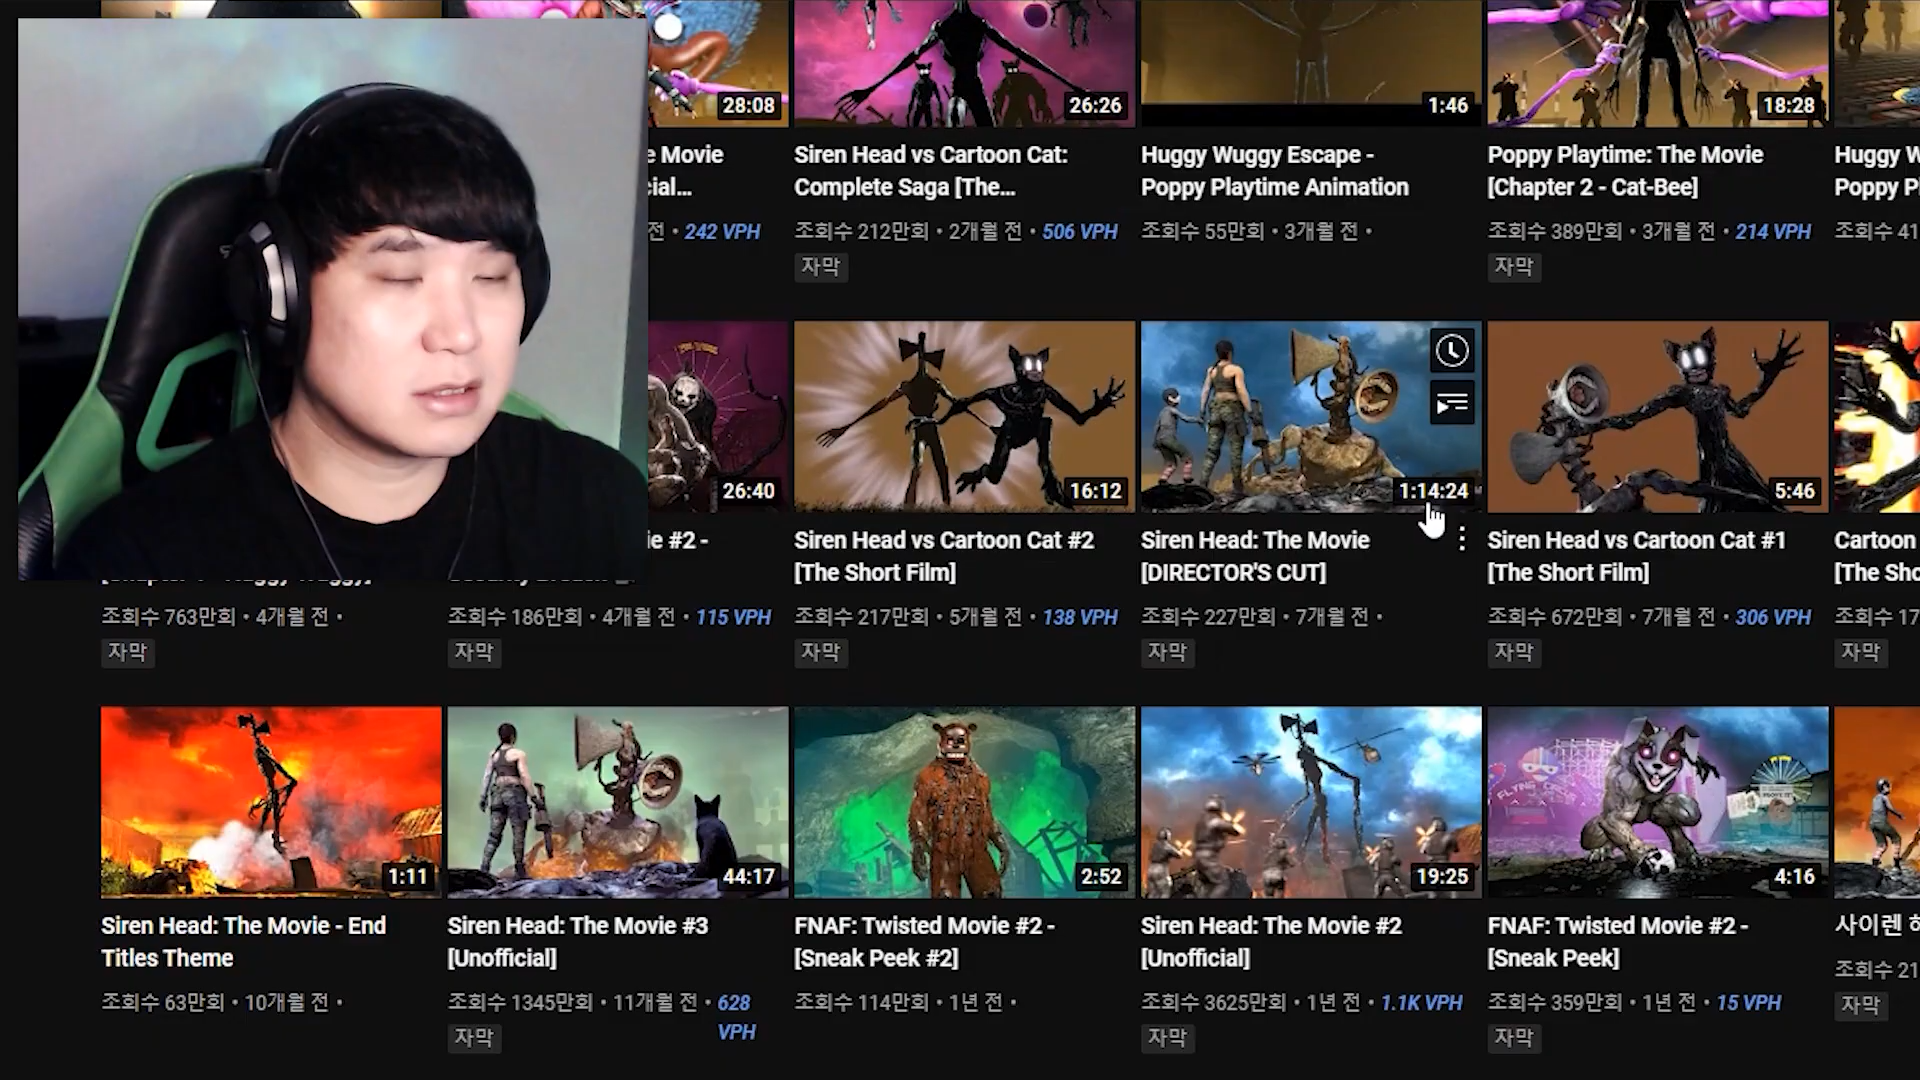 28:08
26:26
1:46
18:28
e Movie
Siren Head vs Cartoon Cat:
Huggy Wuggy Escape -
Poppy Playtime: The Movie
Huggy W
ial...
Complete Saga [The...
Poppy Playtime Animation
[Chapter 2 - Cat-Bee]
Poppy Pl
전 • 242 VPH
조회수 212만회 • 2개월 전 • 506 VPH
조회수 55만회 • 3개월 전 •
조회수 389만회 • 3개월 전 • 214 VPH
조회수 41
자막
자막
26:40
16:12
1:14:24
5:46
ie #2 -
Siren Head vs Cartoon Cat #2
Siren Head: The Movie
Siren Head vs Cartoon Cat #1
Cartoon
[The Short Film]
[DIRECTOR'S CUT]
[The Short Film]
[The Sho
조회수 763만회 • 4개월 전 •
조회수 186만회 • 4개월 전 • 115 VPH
조회수 217만회 • 5개월 전 • 138 VPH
조회수 227만회 • 7개월 전 •
조회수 672만회 • 7개월 전 • 306 VPH
조회수 17
자막
자막
자막
자막
자막
자막
1:11
44:17
2:52
19:25
4:16
Siren Head: The Movie - End
Siren Head: The Movie #3
FNAF: Twisted Movie #2 -
Siren Head: The Movie #2
FNAF: Twisted Movie #2 -
사이렌 헤
Titles Theme
[Unofficial]
[Sneak Peek #2]
[Unofficial]
[Sneak Peek]
조회수 63만회 • 10개월 전 •
조회수 1345만회 • 11개월 전 • 628
VPH
조회수 114만회 • 1년 전 •
조회수 3625만회 • 1년 전 • 1.1K VPH
조회수 359만회 • 1년 전 • 15 VPH
조회수 21
자막
자막
자막
자막